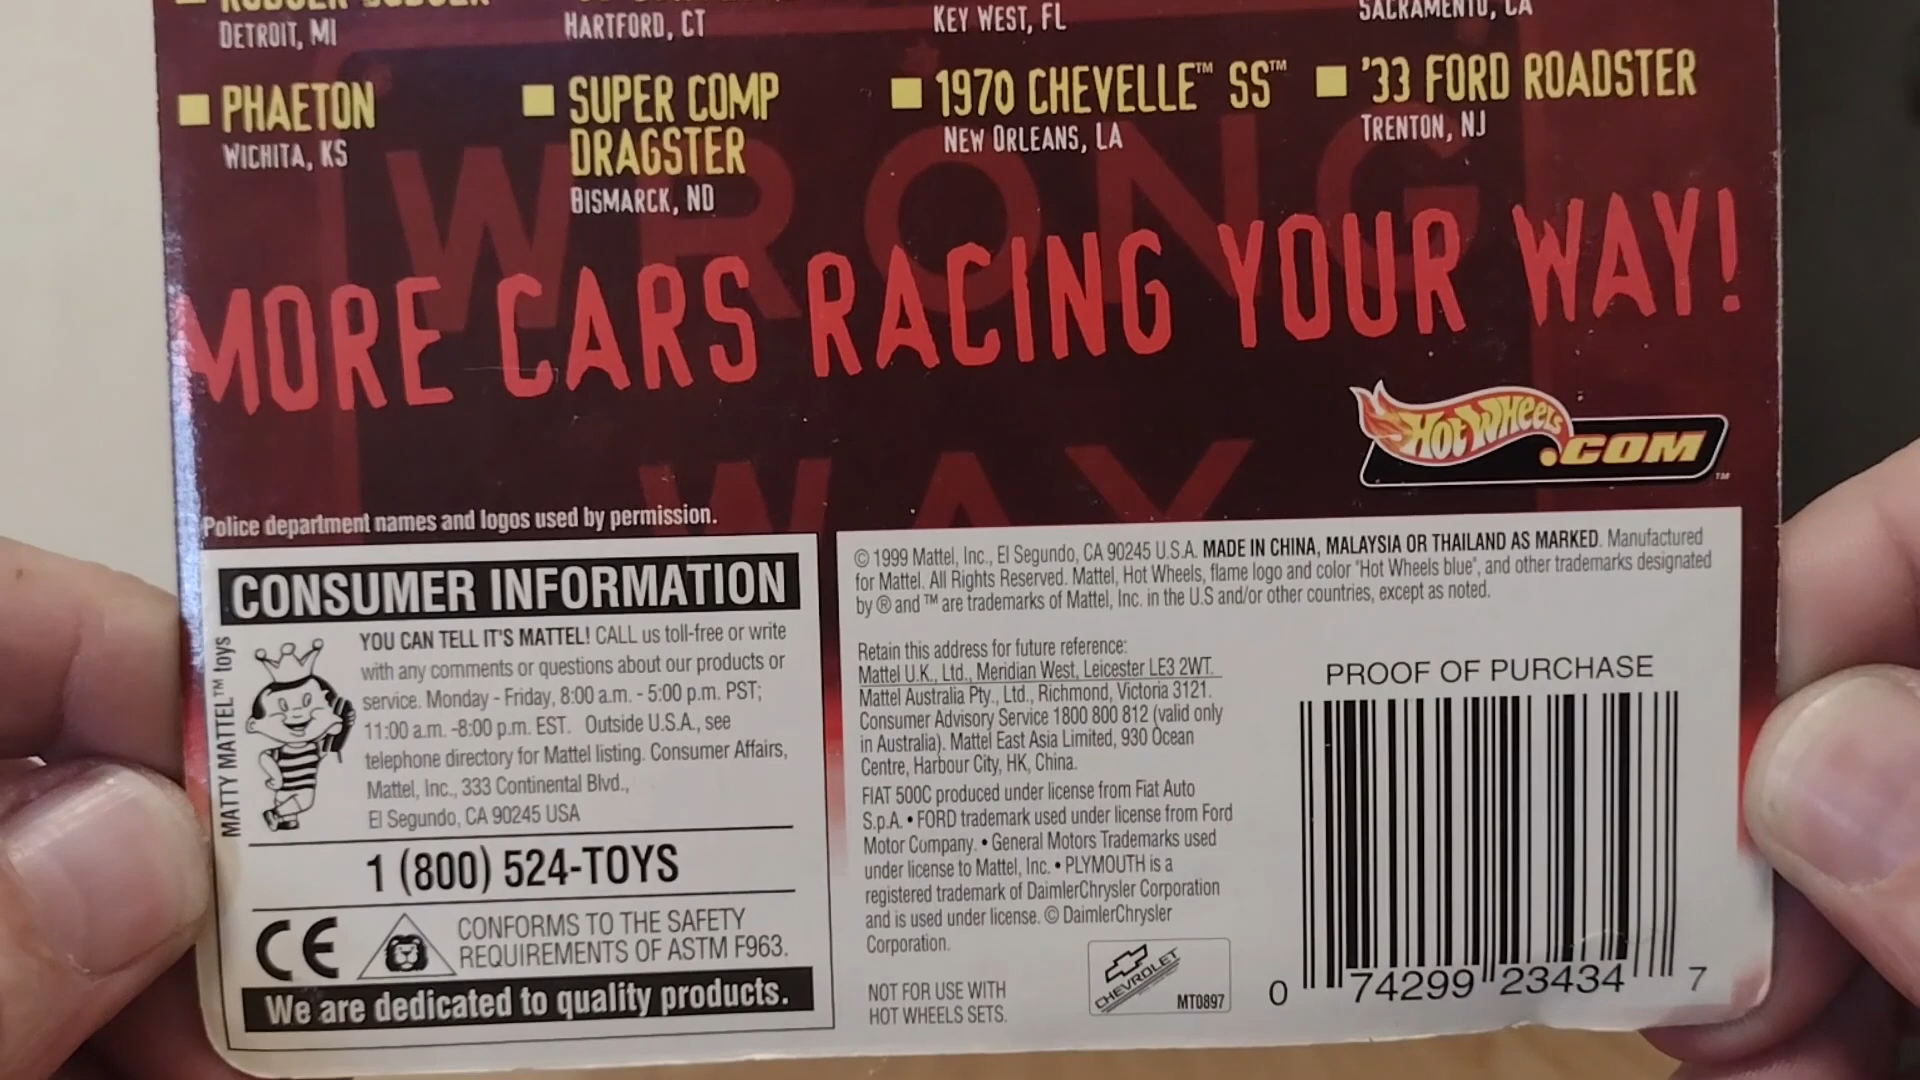 DETROIT, MI
HARTFORD, CT
KEY WEST, FL
SACRAMENTO, CA
PHAETON
WICHITA, KS
SUPER COMP
DRAGSTER
BISMARCK, ND
1970 CHEVELLE™ SS™
NEW ORLEANS, LA
'33 FORD ROADSTER
TRENTON, NJ
WRONG
WAY
MORE CARS RACING YOUR WAY!
Hot Wheels
.COM
™
Police department names and logos used by permission.
CONSUMER INFORMATION
MATTY MATTEL™ toys
YOU CAN TELL IT'S MATTEL! CALL us toll-free or write
with any comments or questions about our products or
service. Monday - Friday, 8:00 a.m. - 5:00 p.m. PST;
11:00 a.m. -8:00 p.m. EST. Outside U.S.A., see
telephone directory for Mattel listing. Consumer Affairs,
Mattel, Inc., 333 Continental Blvd.,
El Segundo, CA 90245 USA
1 (800) 524-TOYS
CE
CONFORMS TO THE SAFETY
REQUIREMENTS OF ASTM F963.
We are dedicated to quality products.
© 1999 Mattel, Inc., El Segundo, CA 90245 U.S.A. MADE IN CHINA, MALAYSIA OR THAILAND AS MARKED. Manufactured
for Mattel. All Rights Reserved. Mattel, Hot Wheels, flame logo and color "Hot Wheels blue", and other trademarks designated
by ® and ™ are trademarks of Mattel, Inc. in the U.S and/or other countries, except as noted.
Retain this address for future reference:
Mattel U.K., Ltd., Meridian West, Leicester LE3 2WT.
Mattel Australia Pty., Ltd., Richmond, Victoria 3121.
Consumer Advisory Service 1800 800 812 (valid only
in Australia). Mattel East Asia Limited, 930 Ocean
Centre, Harbour City, HK, China.
FIAT 500C produced under license from Fiat Auto
S.p.A. • FORD trademark used under license from Ford
Motor Company. • General Motors Trademarks used
under license to Mattel, Inc. • PLYMOUTH is a
registered trademark of DaimlerChrysler Corporation
and is used under license. © DaimlerChrysler
Corporation.
NOT FOR USE WITH
HOT WHEELS SETS.
CHEVROLET
MT0897
PROOF OF PURCHASE
0 74299 23434 7